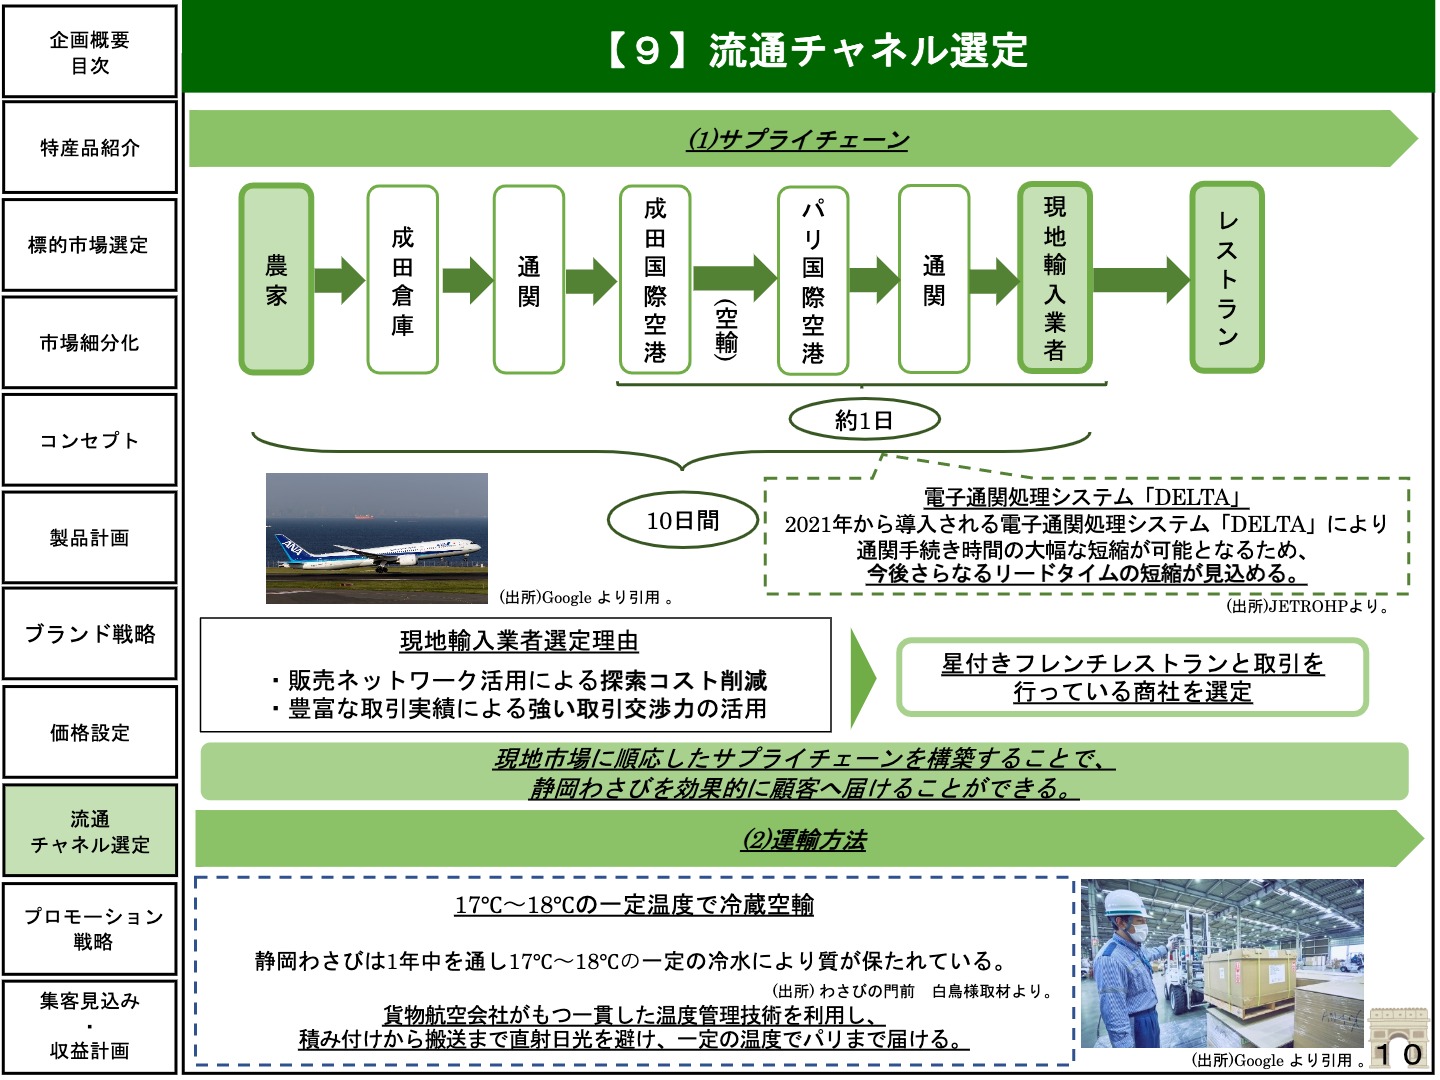 企画概要
目次
特産品紹介
標的市場選定
市場細分化
コンセプト
製品計画
ブランド戦略
価格設定
流通
チャネル選定
プロモーション
戦略
集客見込み
・
収益計画
【９】流通チャネル選定
(1)サプライチェーン
農家
成田倉庫
通関
成田国際空港
(空輸)
パリ国際空港
通関
現地輸入業者
レストラン
約1日
10日間
ANA
電子通関処理システム「DELTA」
2021年から導入される電子通関処理システム「DELTA」により
通関手続き時間の大幅な短縮が可能となるため、
今後さらなるリードタイムの短縮が見込める。
(出所)Google より引用 。
(出所)JETROHPより。
現地輸入業者選定理由
・販売ネットワーク活用による探索コスト削減
・豊富な取引実績による強い取引交渉力の活用
星付きフレンチレストランと取引を
行っている商社を選定
現地市場に順応したサプライチェーンを構築することで、
静岡わさびを効果的に顧客へ届けることができる。
(2)運輸方法
17℃～18℃の一定温度で冷蔵空輸
静岡わさびは1年中を通し17℃～18℃の一定の冷水により質が保たれている。
(出所) わさびの門前　白鳥様取材より。
貨物航空会社がもつ一貫した温度管理技術を利用し、
積み付けから搬送まで直射日光を避け、一定の温度でパリまで届ける。
(出所)Google より引用 。
１０